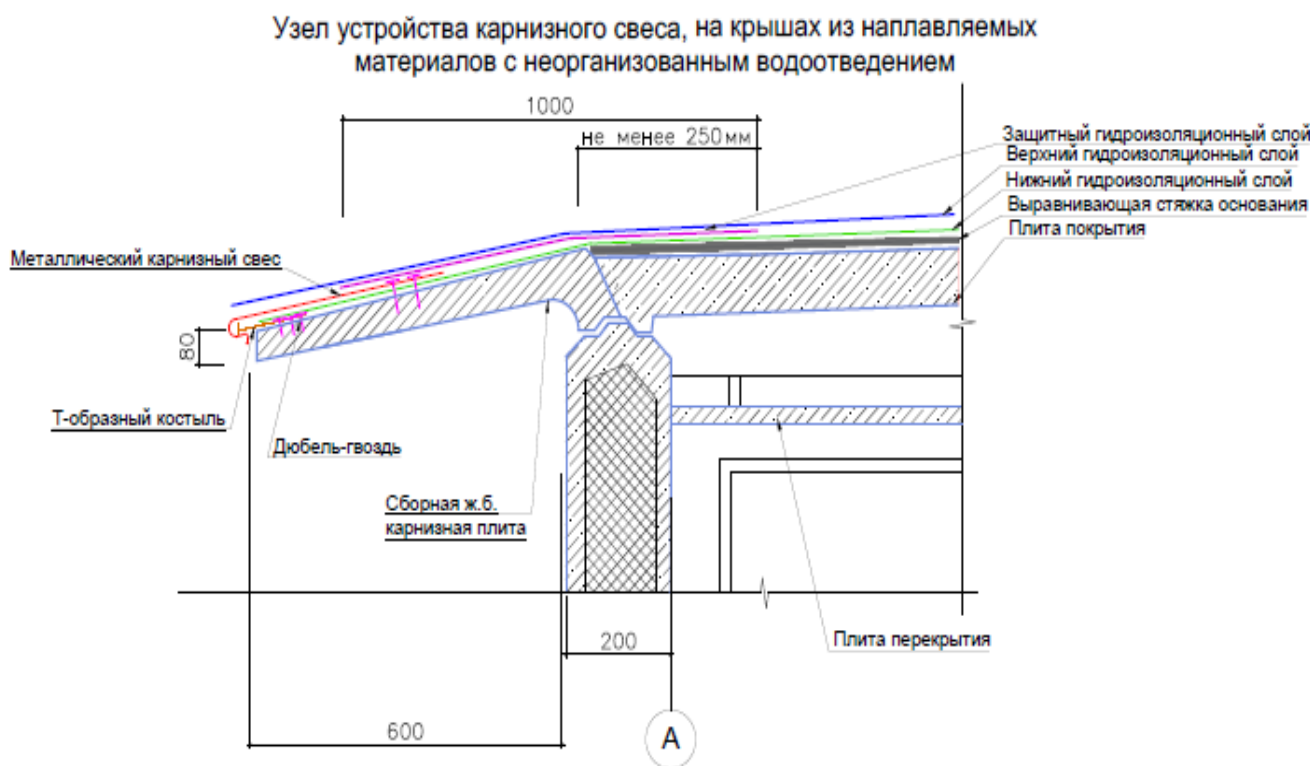 Узел устройства карнизного свеса, на крышах из наплавляемых
материалов с неорганизованным водоотведением
1000
не менее 250мм
Защитный гидроизоляционный слой
Верхний гидроизоляционный слой
Нижний гидроизоляционный слой
Выравнивающая стяжка основания
Плита покрытия
Металлический карнизный свес
80
Т-образный костыль
Дюбель-гвоздь
Сборная ж.б.
карнизная плита
Плита перекрытия
200
600
А